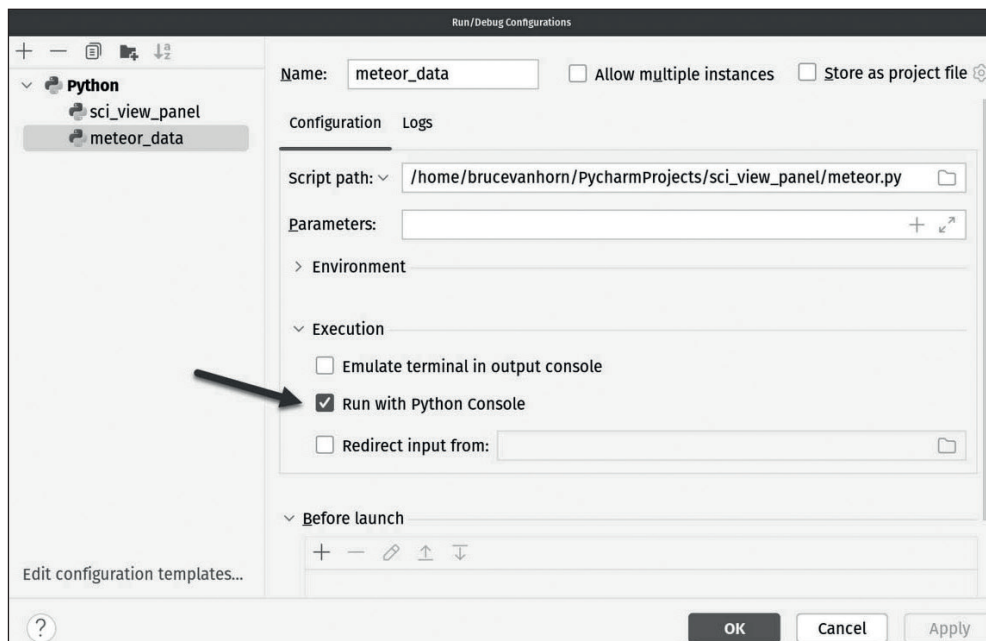 Run/Debug Configurations
Python
sci_view_panel
meteor_data
Edit configuration templates...
Name: meteor_data
Allow multiple instances
Store as project file
Configuration Logs
Script path: /home/brucevanhorn/PycharmProjects/sci_view_panel/meteor.py
Parameters:
Environment
Execution
Emulate terminal in output console
Run with Python Console
Redirect input from:
Before launch
? OK Cancel Apply